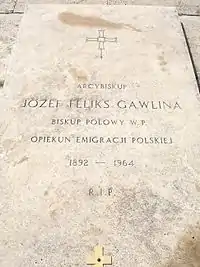 ARCYBISKUP
JÓZEF FELIKS GAWLINA
BISKUP POLOWY W.P.
OPIEKUN EMIGRACJI POLSKIEJ
1892 — 1964
R.I.P.